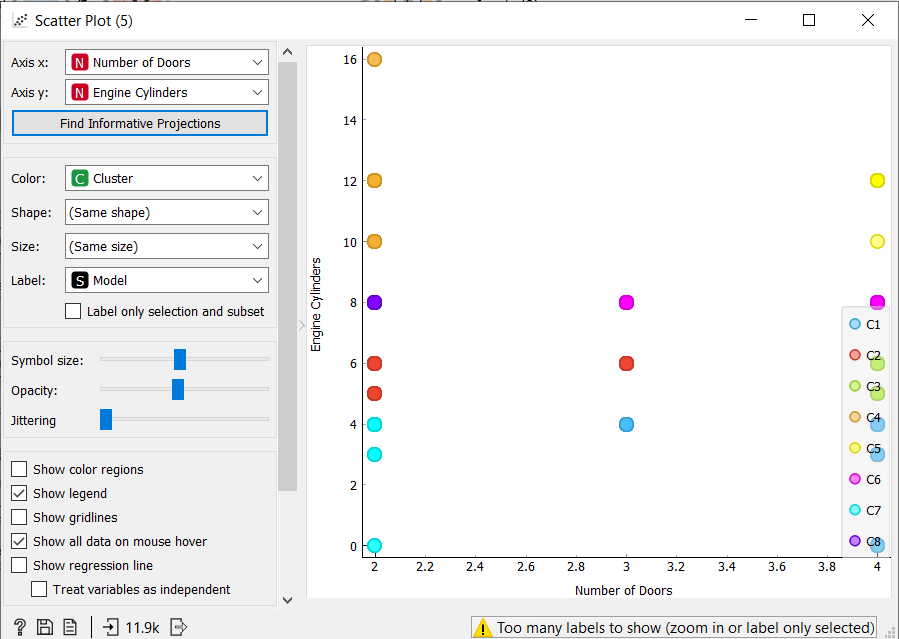 Scatter Plot (5)
Axis x: N Number of Doors
Axis y: N Engine Cylinders
Find Informative Projections
Color: C Cluster
Shape: (Same shape)
Size: (Same size)
Label: S Model
Label only selection and subset
Symbol size:
Opacity:
Jittering
Show color regions
Show legend
Show gridlines
Show all data on mouse hover
Show regression line
Treat variables as independent
? 11.9k
Engine Cylinders
16
14
12
10
8
6
4
2
0
2 2.2 2.4 2.6 2.8 3 3.2 3.4 3.6 3.8 4
Number of Doors
C1
C2
C3
C4
C5
C6
C7
C8
Too many labels to show (zoom in or label only selected)